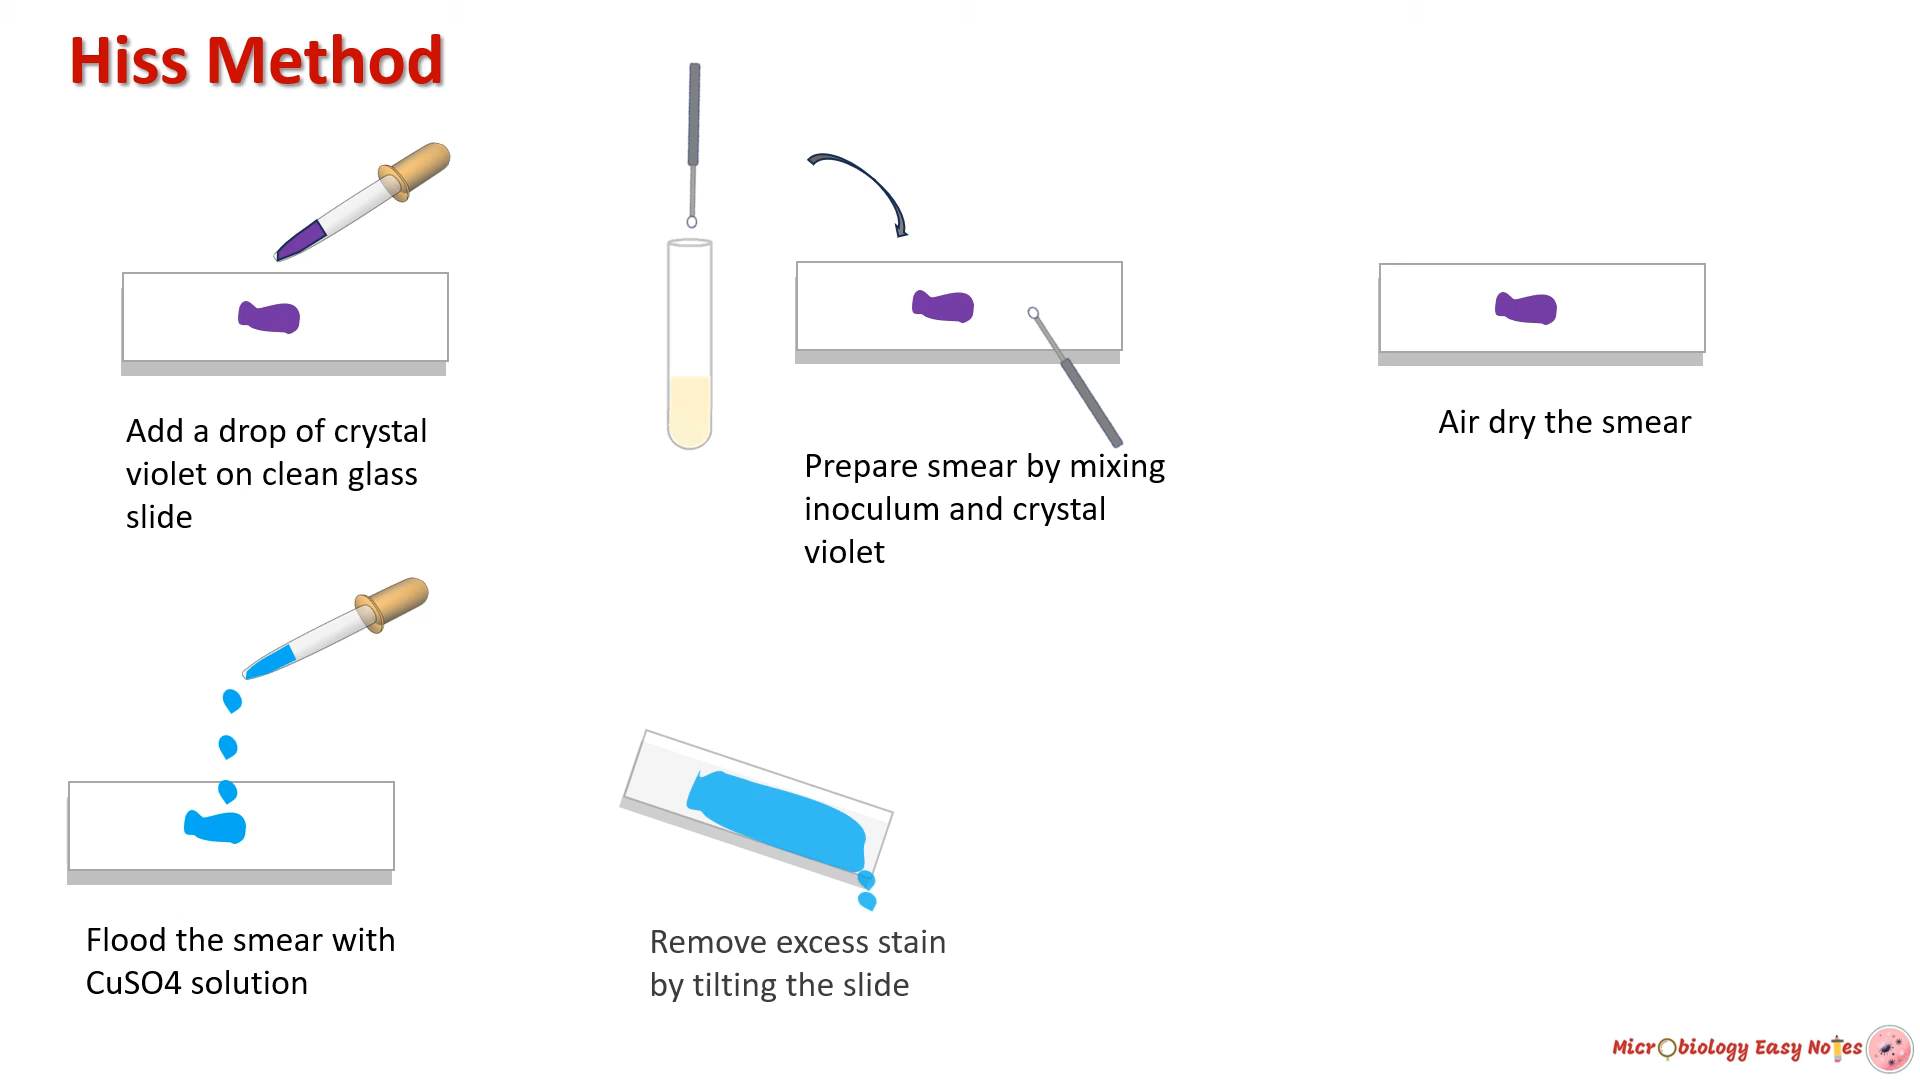 Hiss Method
Add a drop of crystal
violet on clean glass
slide
Prepare smear by mixing
inoculum and crystal
violet
Air dry the smear
Flood the smear with
CuSO4 solution
Remove excess stain
by tilting the slide
Microbiology Easy Notes